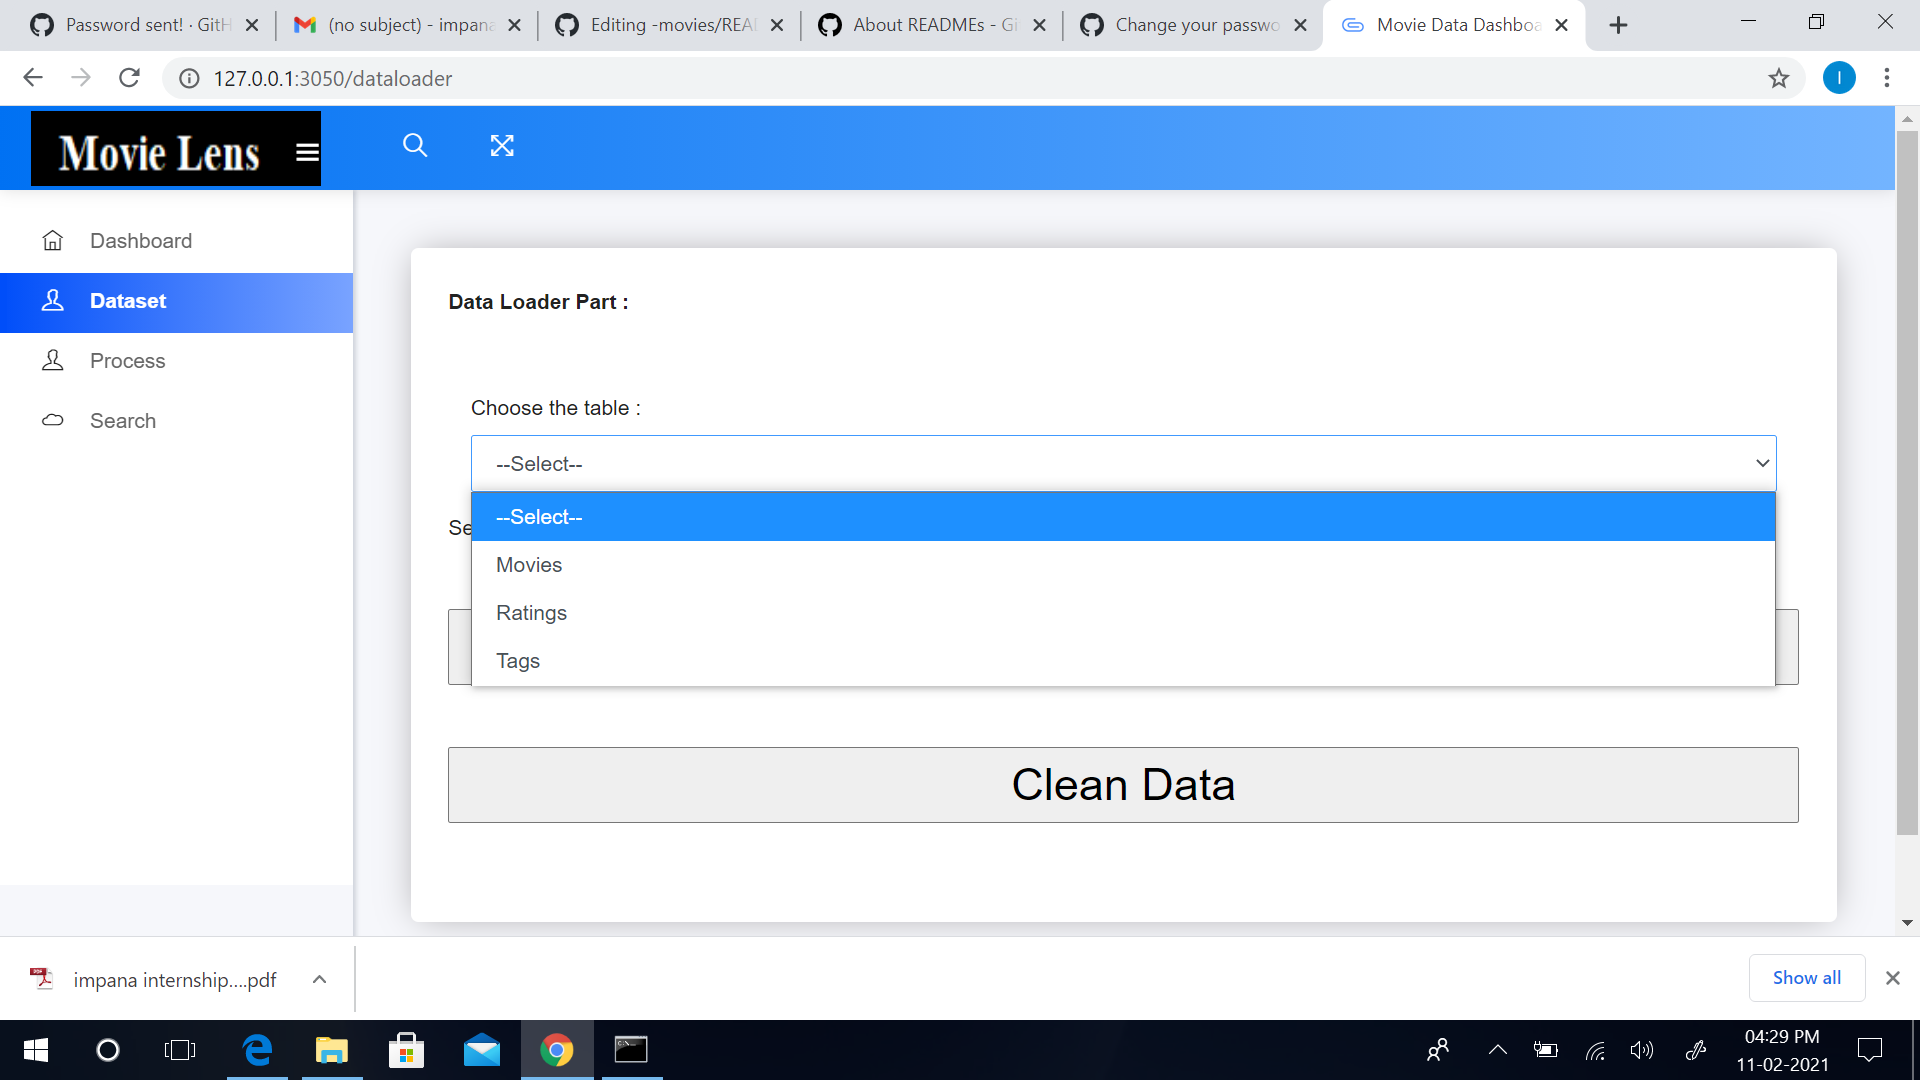 Password sent! · GitH
(no subject) - impana
Editing -movies/REA
About READMEs - Gi
Change your passwo
Movie Data Dashboa
127.0.0.1:3050/dataloader
I
Movie Lens
Dashboard
Dataset
Process
Search
Data Loader Part :
Choose the table :
--Select--
--Select--
Se
Movies
Ratings
Tags
Clean Data
impana internship....pdf
Show all
04:29 PM
11-02-2021